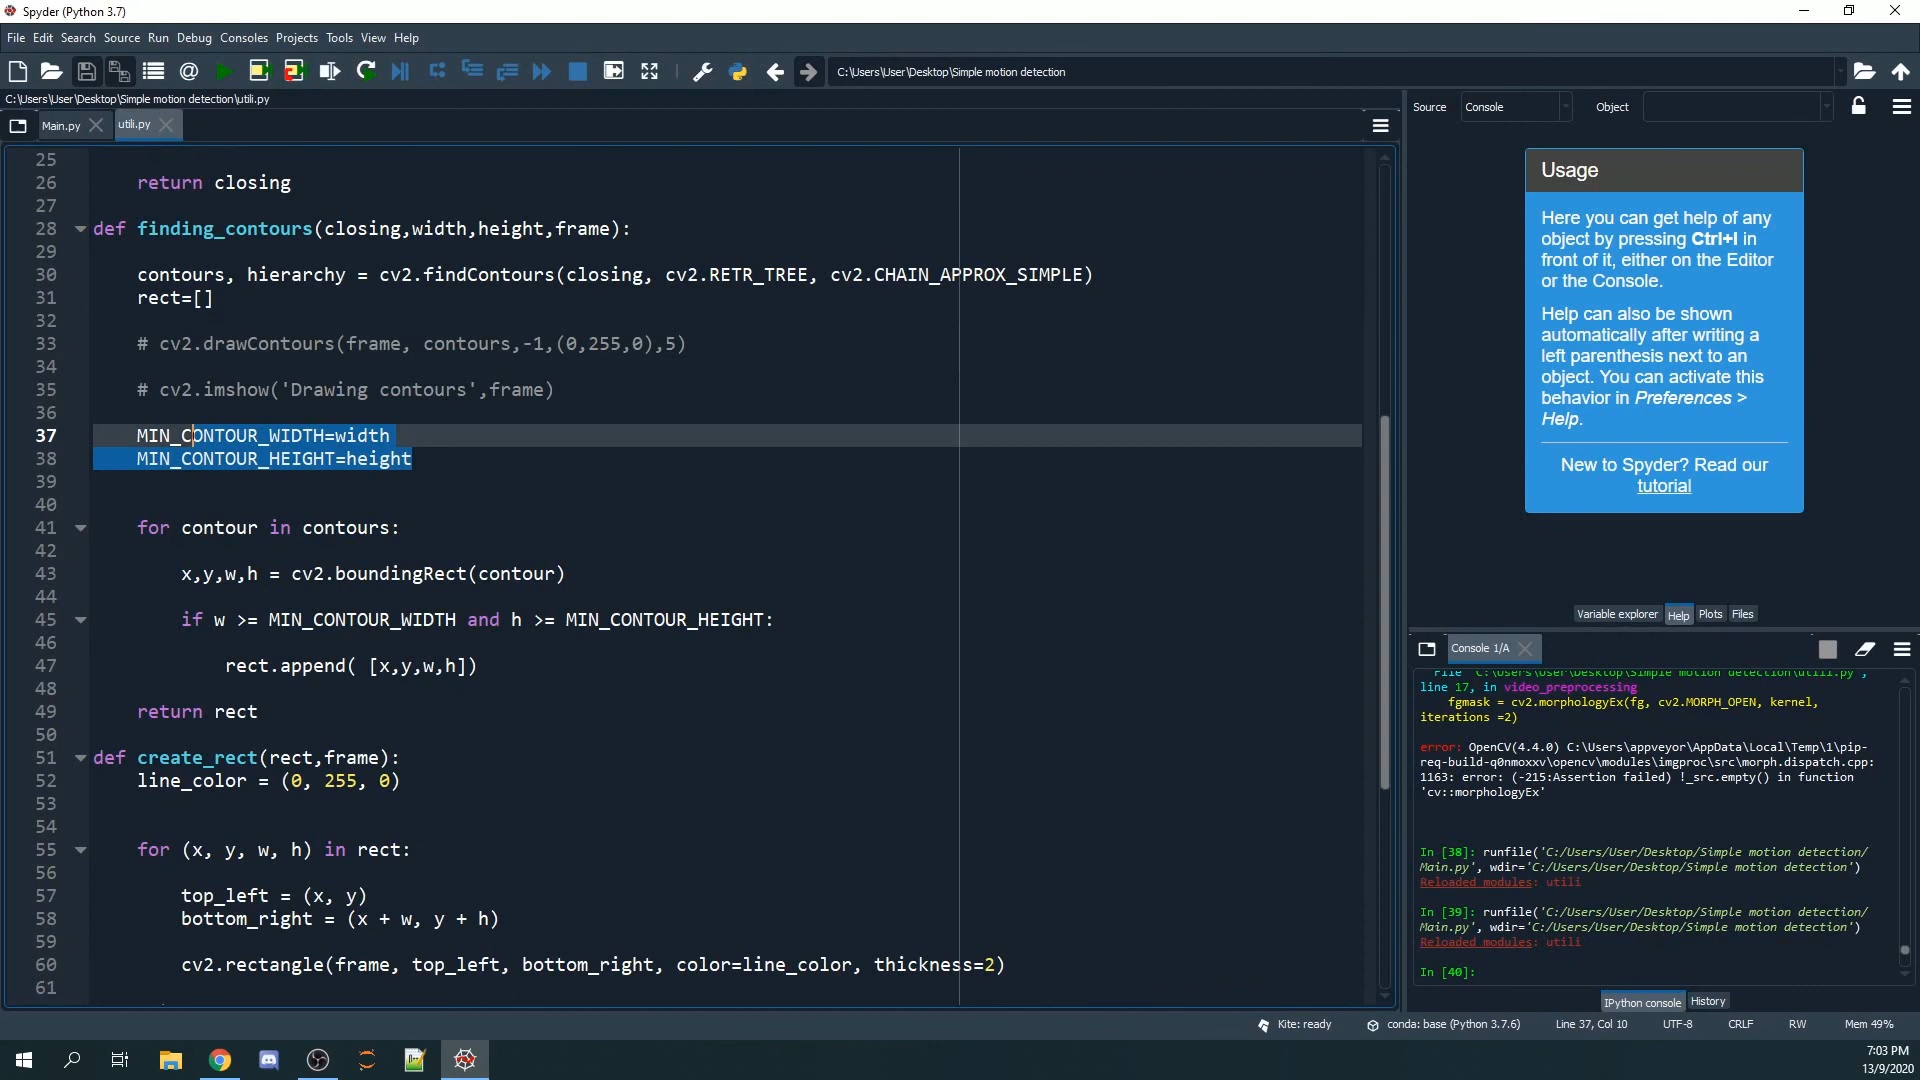 Spyder (Python 3.7)
File Edit Search Source Run Debug Consoles Projects Tools View Help
C:\Users\User\Desktop\Simple motion detection
C:\Users\User\Desktop\Simple motion detection\utili.py
Main.py
utili.py
25
26 return closing
27
28 def finding_contours(closing,width,height,frame):
29
30 contours, hierarchy = cv2.findContours(closing, cv2.RETR_TREE, cv2.CHAIN_APPROX_SIMPLE)
31 rect=[]
32
33 # cv2.drawContours(frame, contours,-1,(0,255,0),5)
34
35 # cv2.imshow('Drawing contours',frame)
36
37 MIN_CONTOUR_WIDTH=width
38 MIN_CONTOUR_HEIGHT=height
39
40
41 for contour in contours:
42
43 x,y,w,h = cv2.boundingRect(contour)
44
45 if w >= MIN_CONTOUR_WIDTH and h >= MIN_CONTOUR_HEIGHT:
46
47 rect.append( [x,y,w,h])
48
49 return rect
50
51 def create_rect(rect,frame):
52 line_color = (0, 255, 0)
53
54
55 for (x, y, w, h) in rect:
56
57 top_left = (x, y)
58 bottom_right = (x + w, y + h)
59
60 cv2.rectangle(frame, top_left, bottom_right, color=line_color, thickness=2)
61
Source Console Object
Usage
Here you can get help of any
object by pressing Ctrl+I in
front of it, either on the Editor
or the Console.
Help can also be shown
automatically after writing a
left parenthesis next to an
object. You can activate this
behavior in Preferences >
Help.
New to Spyder? Read our
tutorial
Variable explorer Help Plots Files
Console 1/A
File "C:\Users\User\Desktop\Simple motion detection\utili.py",
line 17, in video_preprocessing
fgmask = cv2.morphologyEx(fg, cv2.MORPH_OPEN, kernel,
iterations =2)
error: OpenCV(4.4.0) C:\Users\appveyor\AppData\Local\Temp\1\pip-
req-build-q0nmoxxv\opencv\modules\imgproc\src\morph.dispatch.cpp:
1163: error: (-215:Assertion failed) !_src.empty() in function
'cv::morphologyEx'
In [38]: runfile('C:/Users/User/Desktop/Simple motion detection/
Main.py', wdir='C:/Users/User/Desktop/Simple motion detection')
Reloaded modules: utili
In [39]: runfile('C:/Users/User/Desktop/Simple motion detection/
Main.py', wdir='C:/Users/User/Desktop/Simple motion detection')
Reloaded modules: utili
In [40]:
IPython console History
Kite: ready conda: base (Python 3.7.6) Line 37, Col 10 UTF-8 CRLF RW Mem 49%
7:03 PM
13/9/2020